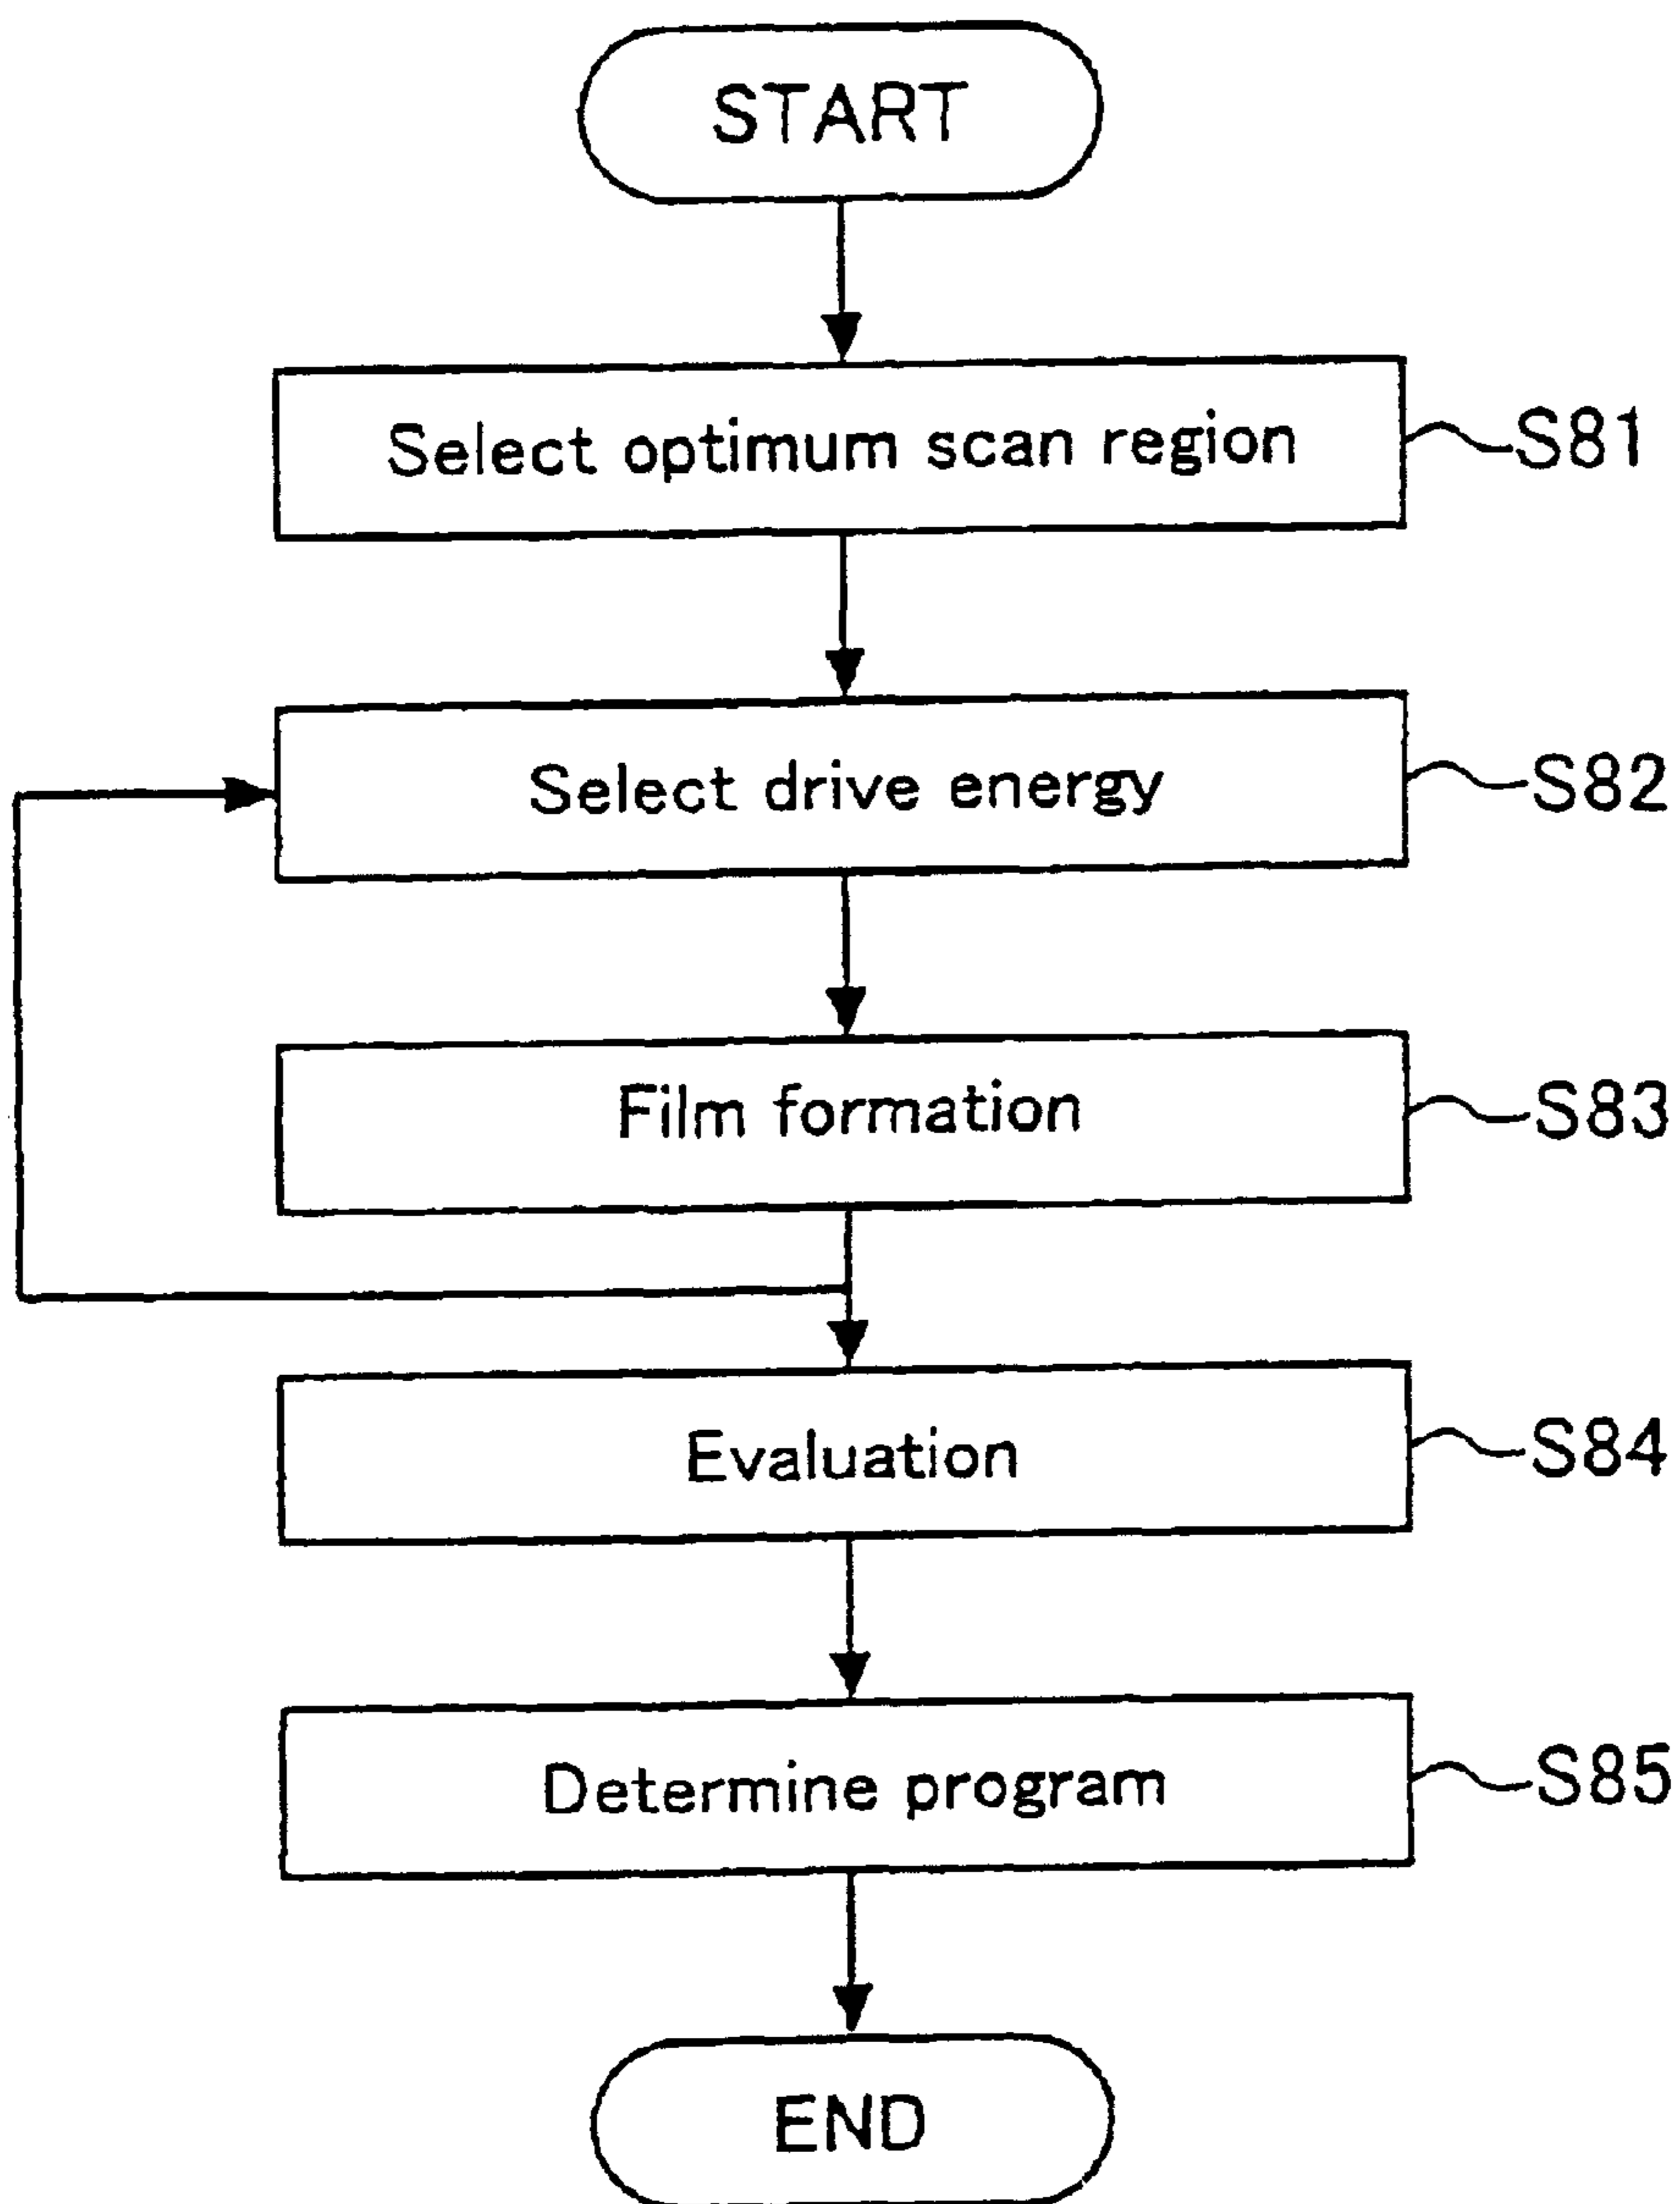 START
Select optimum scan region
S81
Select drive energy
S82
Film formation
S83
Evaluation
S84
Determine program
S85
END